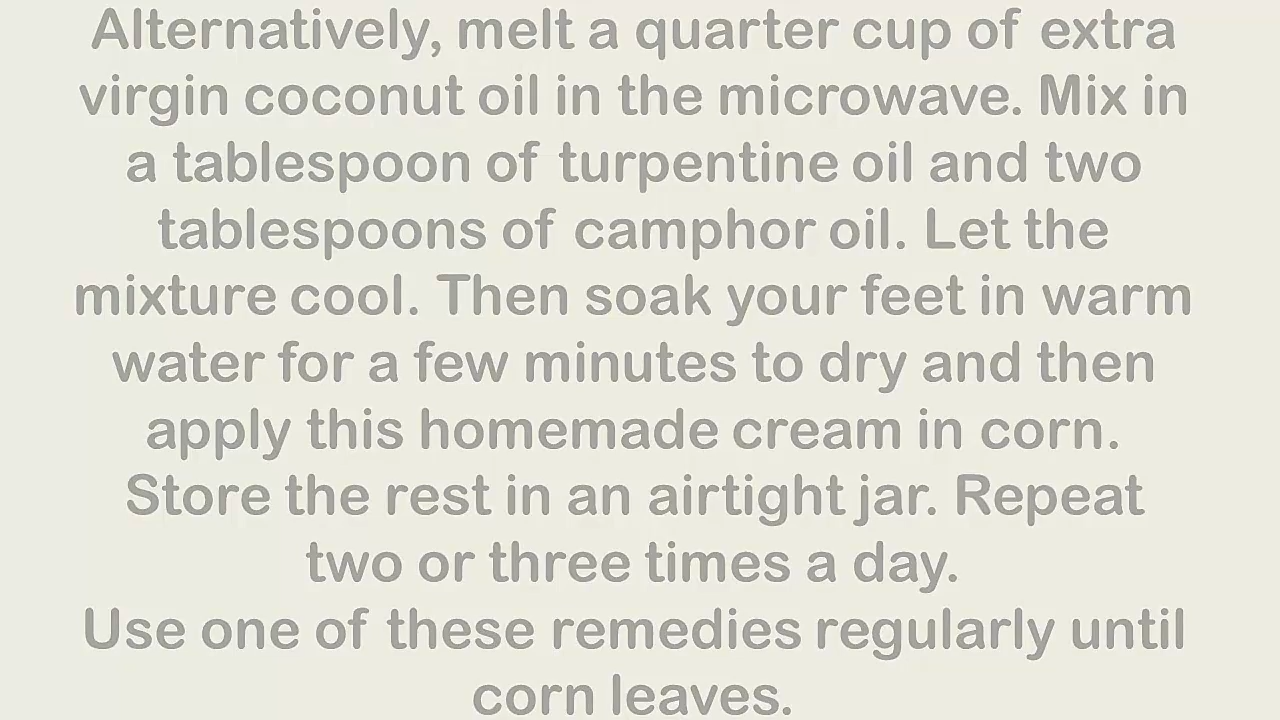 Alternatively, melt a quarter cup of extra
virgin coconut oil in the microwave. Mix in
a tablespoon of turpentine oil and two
tablespoons of camphor oil. Let the
mixture cool. Then soak your feet in warm
water for a few minutes to dry and then
apply this homemade cream in corn.
Store the rest in an airtight jar. Repeat
two or three times a day.
Use one of these remedies regularly until
corn leaves.